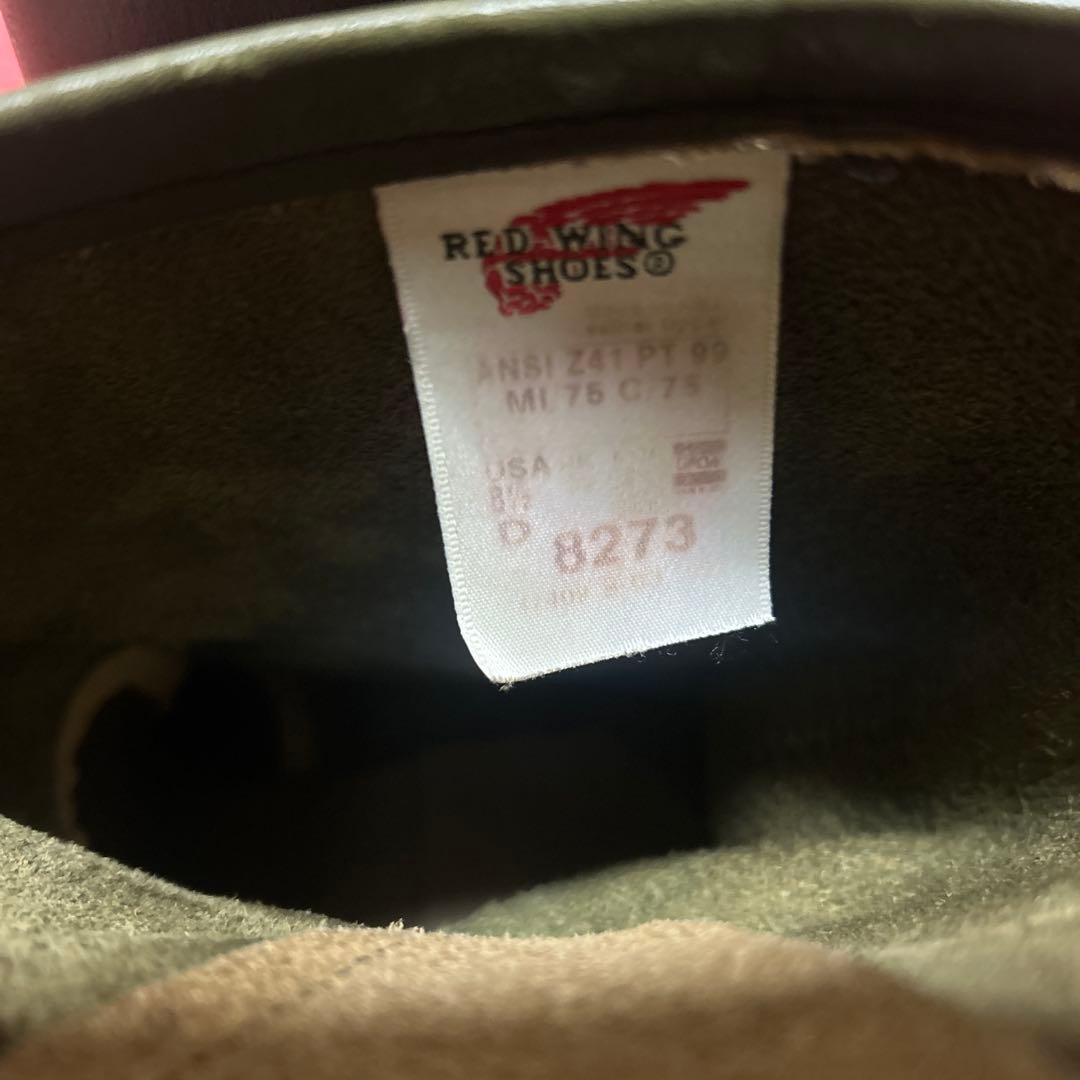 RED WING
SHOES®
ANSI Z41 PT 99
MI 75 C/75
USA
8½
D 8273